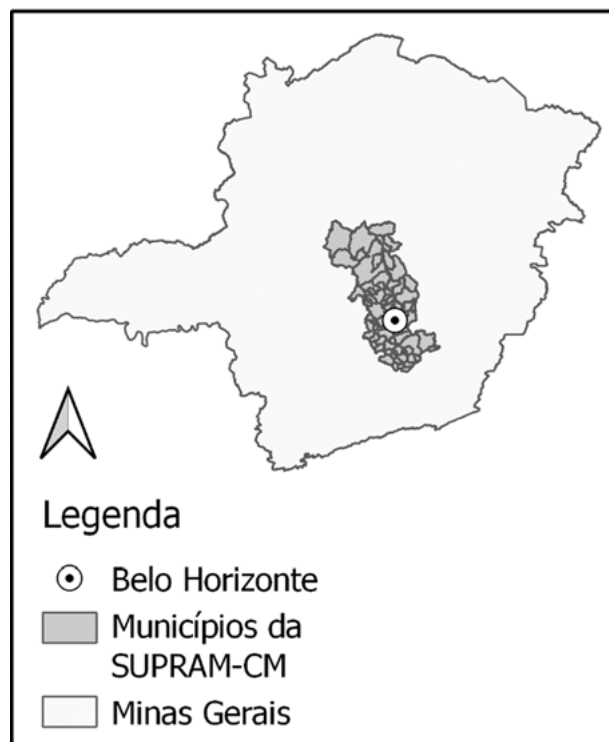 Legenda
Belo Horizonte
Municípios da
SUPRAM-CM
Minas Gerais